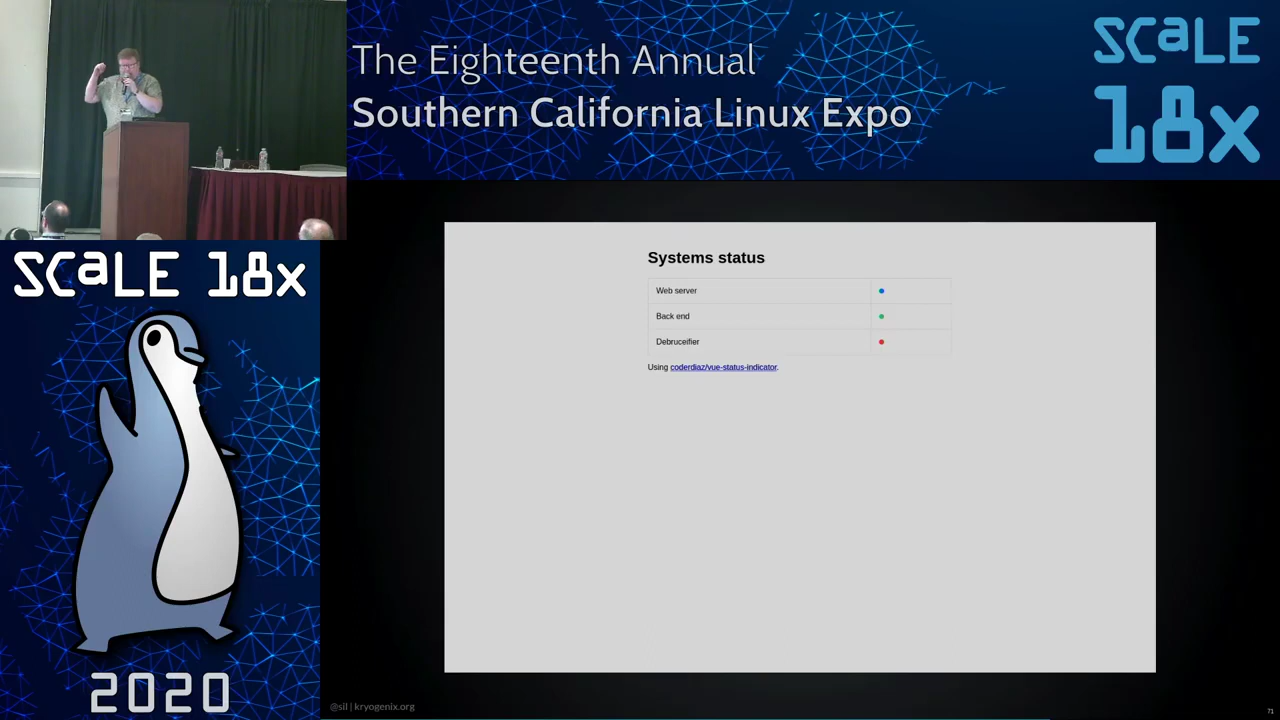 The Eighteenth Annual
Southern California Linux Expo
SCaLE
18x
SCaLE 18x
Systems status
Web server
Back end
Debruceifier
Using coderdiaz/vue-status-indicator.
2020
@sil | kryogenix.org
71